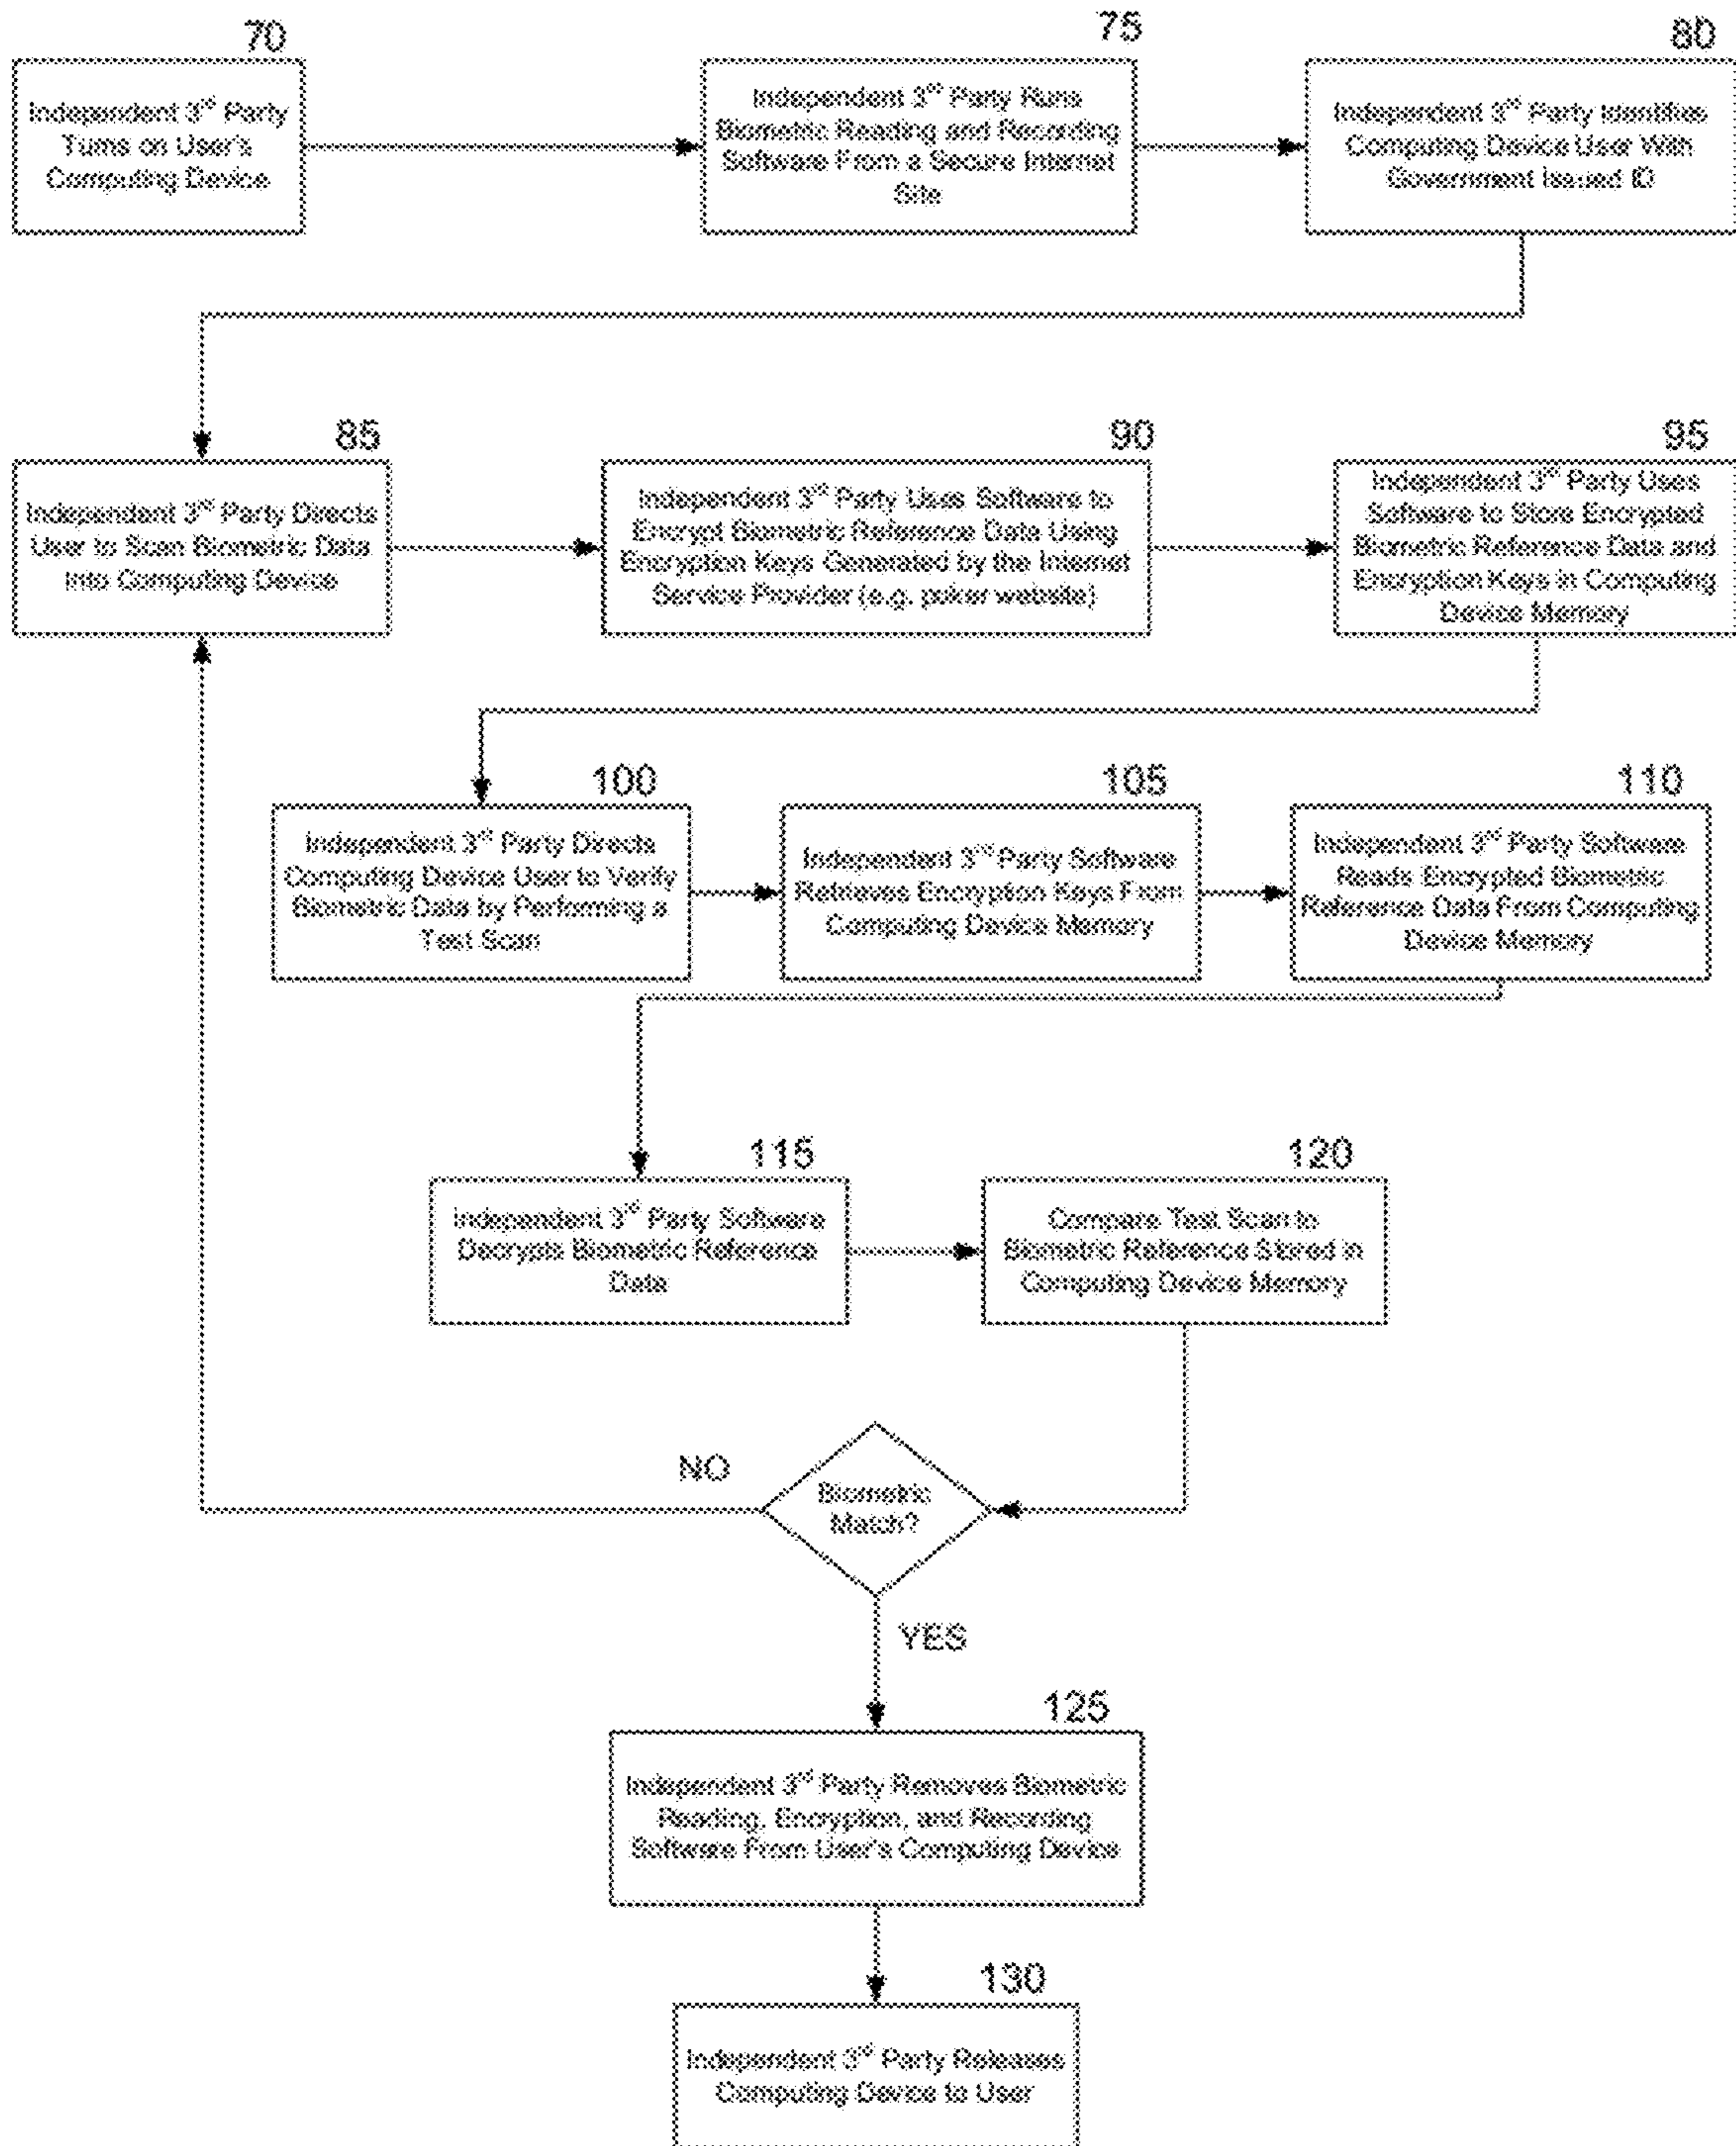 70
Independent 3rd Party
Turns on User's
Computing Device
75
Independent 3rd Party Runs
Biometric Reading and Recording
Software From a Secure Internet
Site
80
Independent 3rd Party Identifies
Computing Device User With
Government Issued ID
85
Independent 3rd Party Directs
User to Scan Biometric Data
Into Computing Device
90
Independent 3rd Party Uses Software to
Encrypt Biometric Reference Data Using
Encryption Keys Generated by the Internet
Service Provider (e.g. poker website)
95
Independent 3rd Party Uses
Software to Store Encrypted
Biometric Reference Data and
Encryption Keys in Computing
Device Memory
100
Independent 3rd Party Directs
Computing Device User to Verify
Biometric Data by Performing a
Test Scan
105
Independent 3rd Party Software
Retrieves Encryption Keys From
Computing Device Memory
110
Independent 3rd Party Software
Reads Encrypted Biometric
Reference Data From Computing
Device Memory
115
Independent 3rd Party Software
Decrypts Biometric Reference
Data
120
Compare Test Scan to
Biometric Reference Stored in
Computing Device Memory
NO
Biometric
Match?
YES
125
Independent 3rd Party Removes Biometric
Reading, Encryption, and Recording
Software From User's Computing Device
130
Independent 3rd Party Releases
Computing Device to User